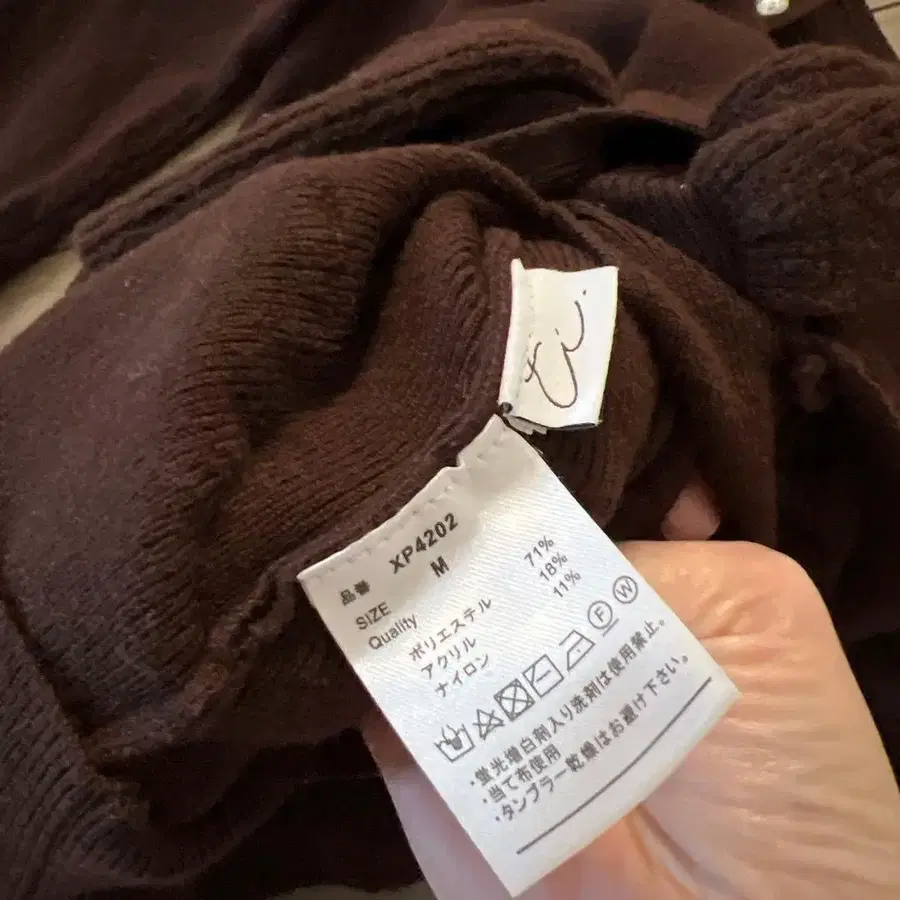 ti.
品番 XP4202
SIZE M
Quality
ポリエステル 71%
アクリル 18%
ナイロン 11%
F W
・蛍光増白剤入り洗剤は使用禁止。
・当て布使用
・タンブラー乾燥はお避け下さい。